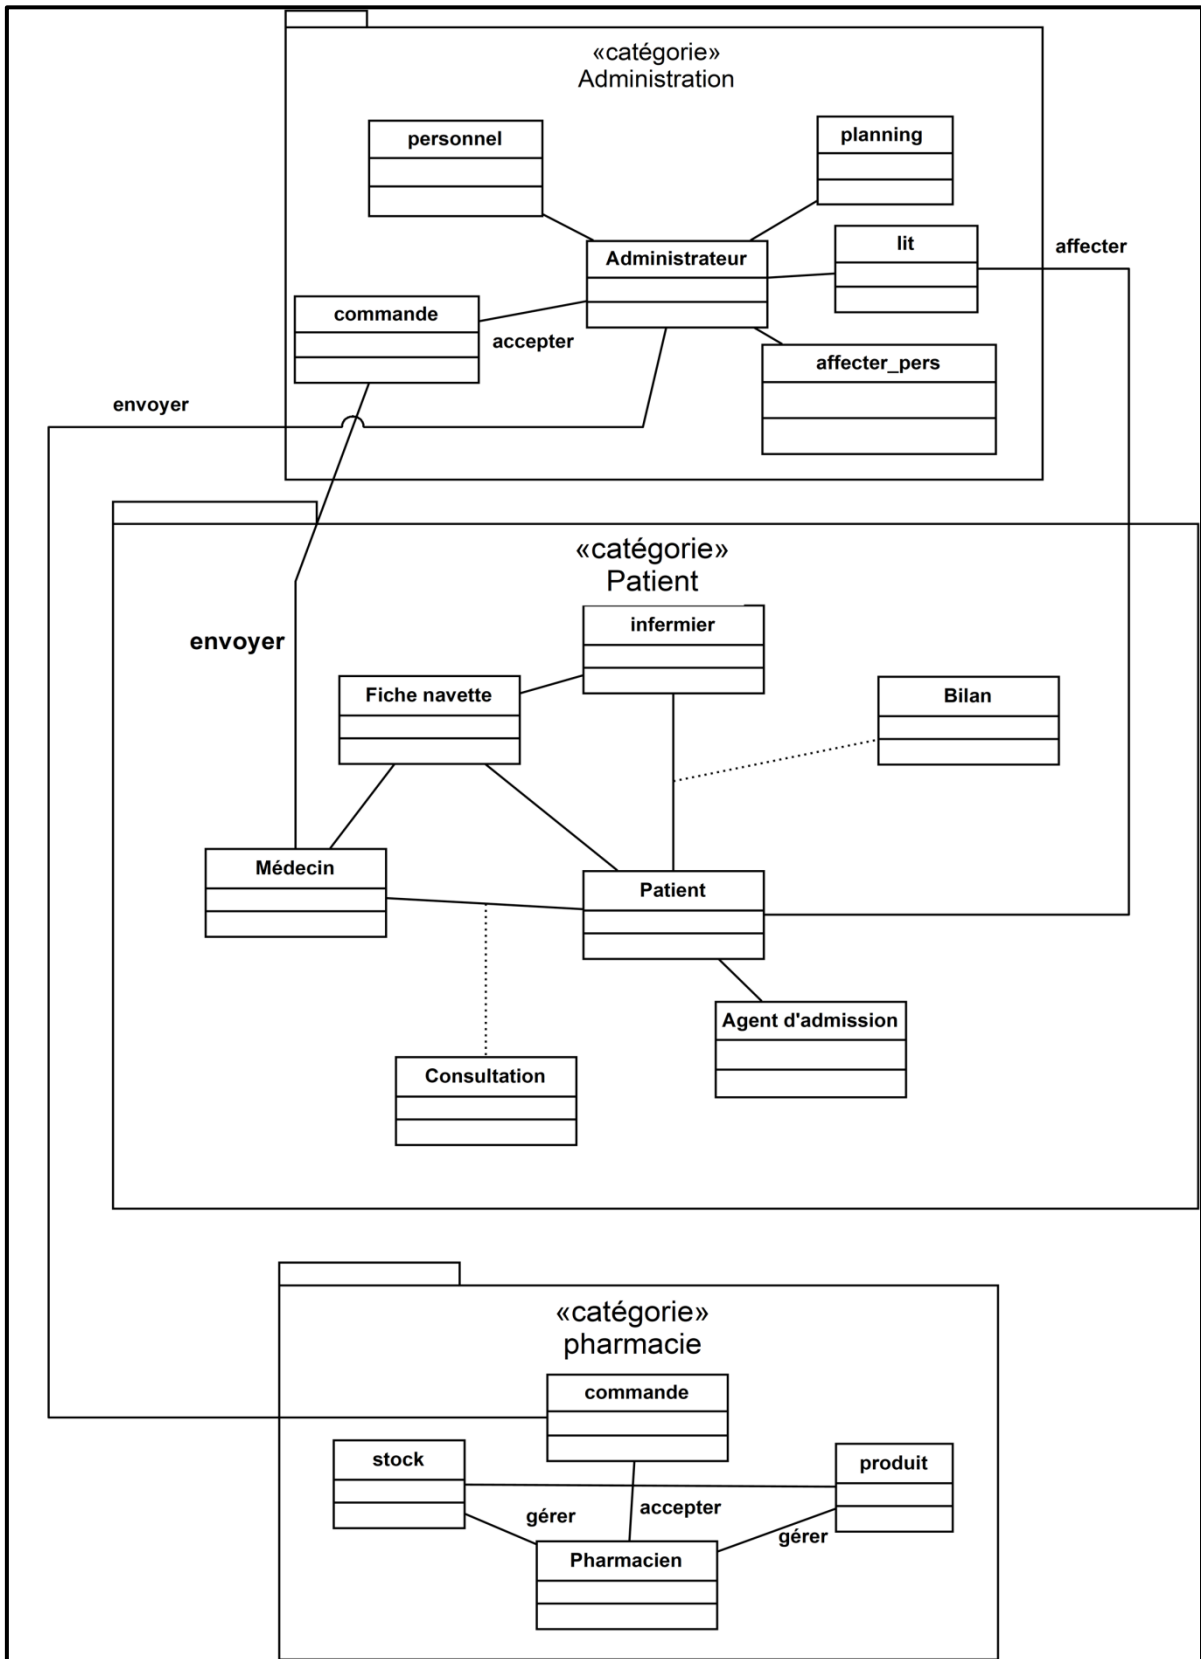 «catégorie»
Administration
personnel
planning
Administrateur
lit
affecter
commande
accepter
affecter_pers
envoyer
«catégorie»
Patient
infermier
envoyer
Fiche navette
Bilan
Médecin
Patient
Agent d'admission
Consultation
«catégorie»
pharmacie
commande
stock
produit
gérer
accepter
gérer
Pharmacien